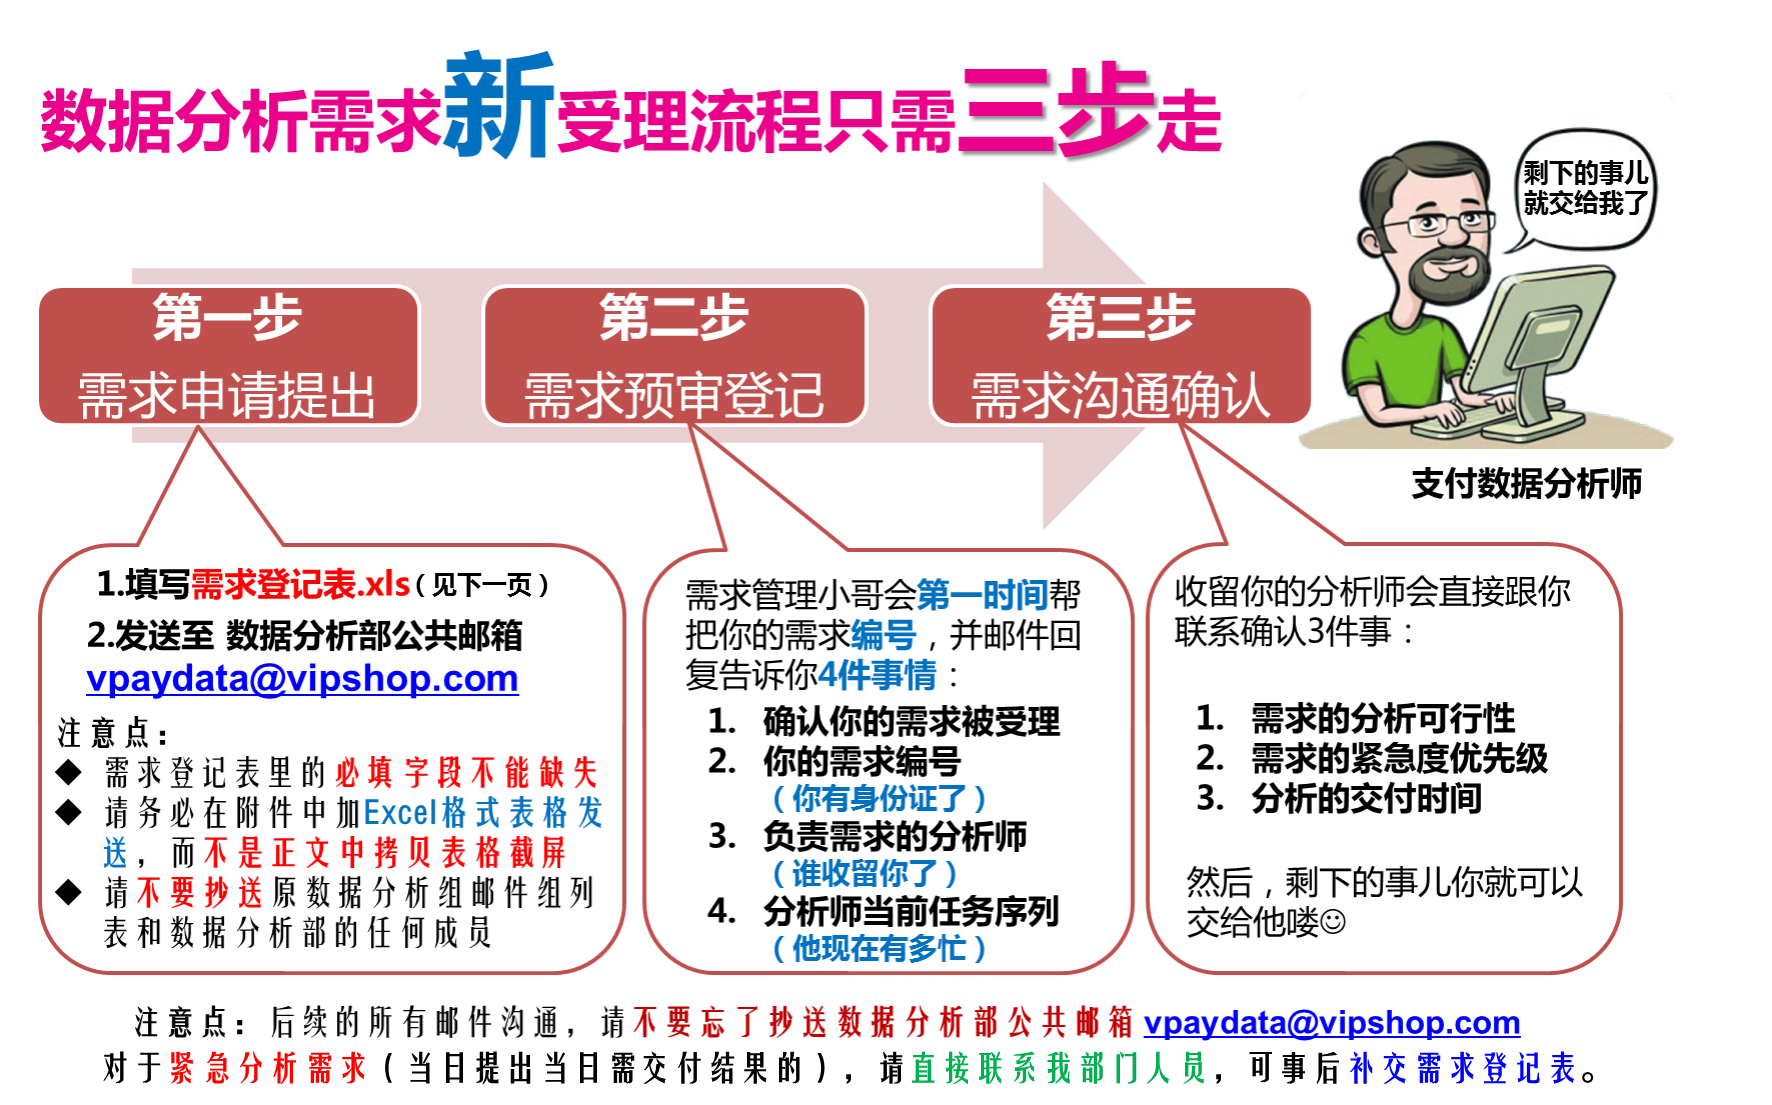 数据分析需求新受理流程只需三步走
剩下的事儿
就交给我了
第一步
需求申请提出
第二步
需求预审登记
第三步
需求沟通确认
支付数据分析师
1.填写需求登记表.xls（见下一页）
2.发送至 数据分析部公共邮箱
vpaydata@vipshop.com
注意点：
◆ 需求登记表里的必填字段不能缺失
◆ 请务必在附件中加Excel格式表格发
送，而不是正文中拷贝表格截屏
◆ 请不要抄送原数据分析组邮件组列
表和数据分析部的任何成员
需求管理小哥会第一时间帮
把你的需求编号，并邮件回
复告诉你4件事情：
1. 确认你的需求被受理
2. 你的需求编号
（你有身份证了）
3. 负责需求的分析师
（谁收留你了）
4. 分析师当前任务序列
（他现在有多忙）
收留你的分析师会直接跟你
联系确认3件事：
1. 需求的分析可行性
2. 需求的紧急度优先级
3. 分析的交付时间
然后，剩下的事儿你就可以
交给他喽☺
注意点：后续的所有邮件沟通，请不要忘了抄送数据分析部公共邮箱 vpaydata@vipshop.com
对于紧急分析需求（当日提出当日需交付结果的），请直接联系我部门人员，可事后补交需求登记表。